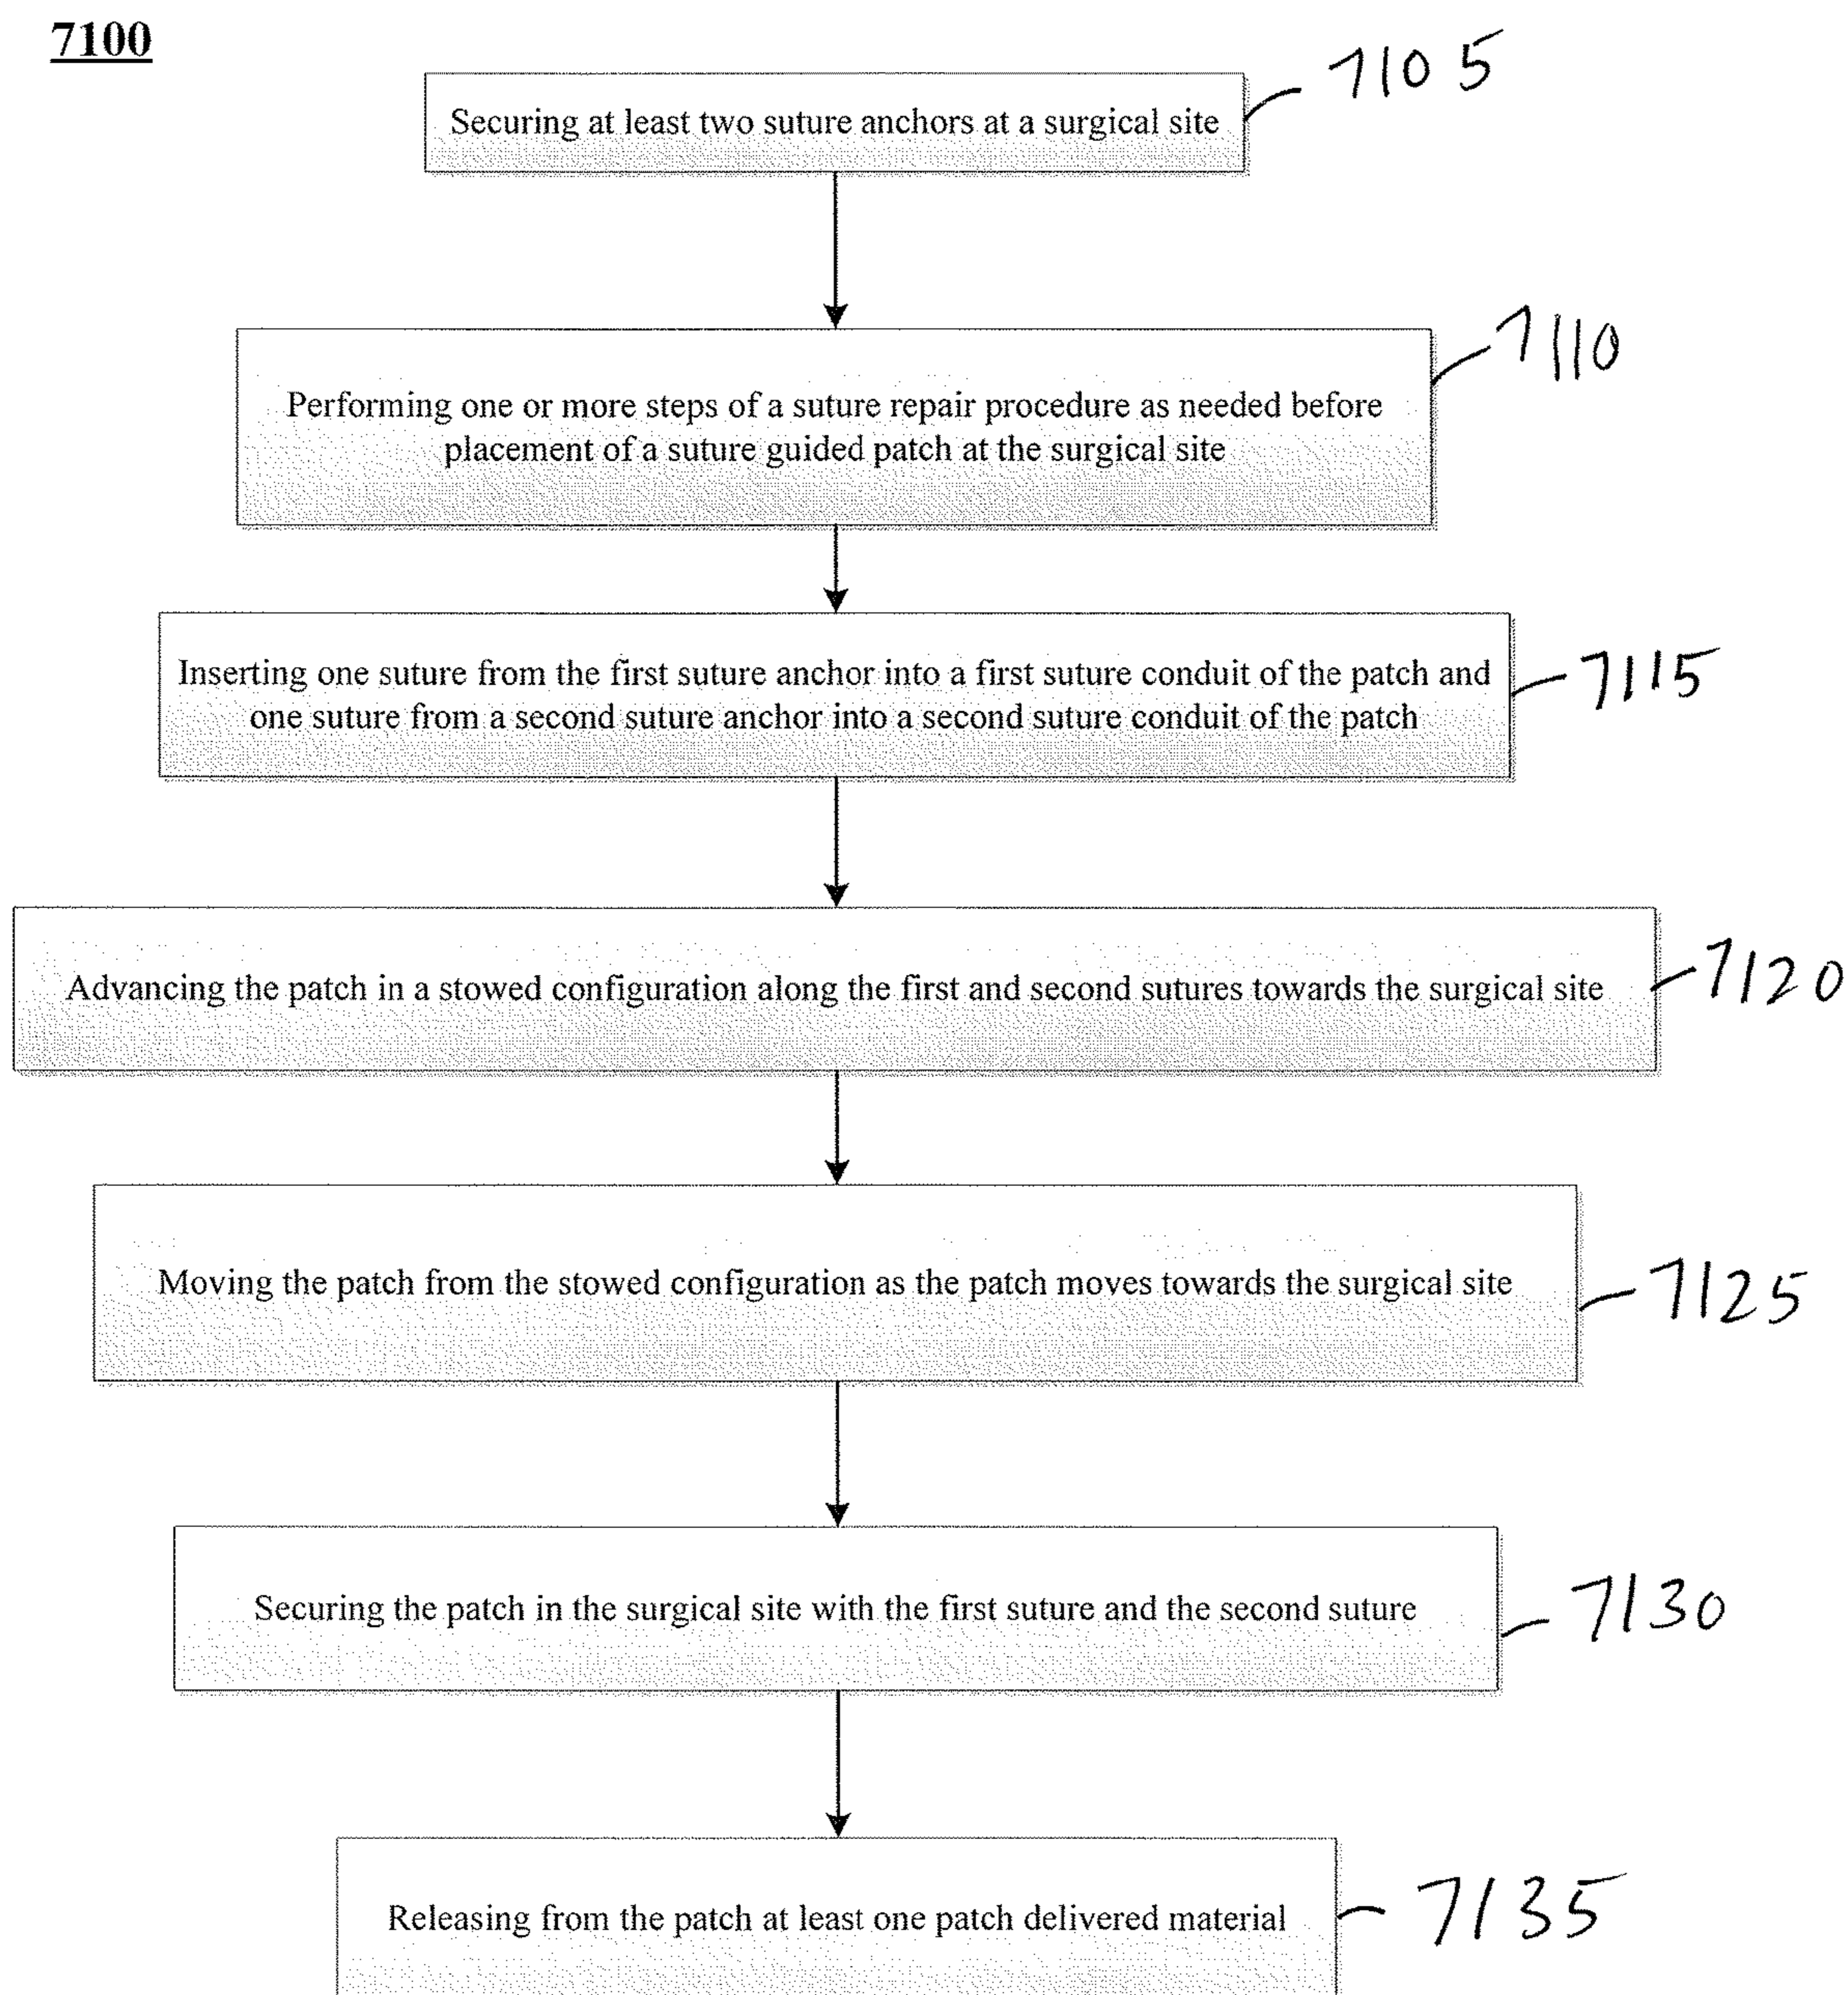 7100
7105
Securing at least two suture anchors at a surgical site
7110
Performing one or more steps of a suture repair procedure as needed before
placement of a suture guided patch at the surgical site
Inserting one suture from the first suture anchor into a first suture conduit of the patch and
one suture from a second suture anchor into a second suture conduit of the patch
7115
Advancing the patch in a stowed configuration along the first and second sutures towards the surgical site
7120
Moving the patch from the stowed configuration as the patch moves towards the surgical site
7125
Securing the patch in the surgical site with the first suture and the second suture
7130
Releasing from the patch at least one patch delivered material
7135